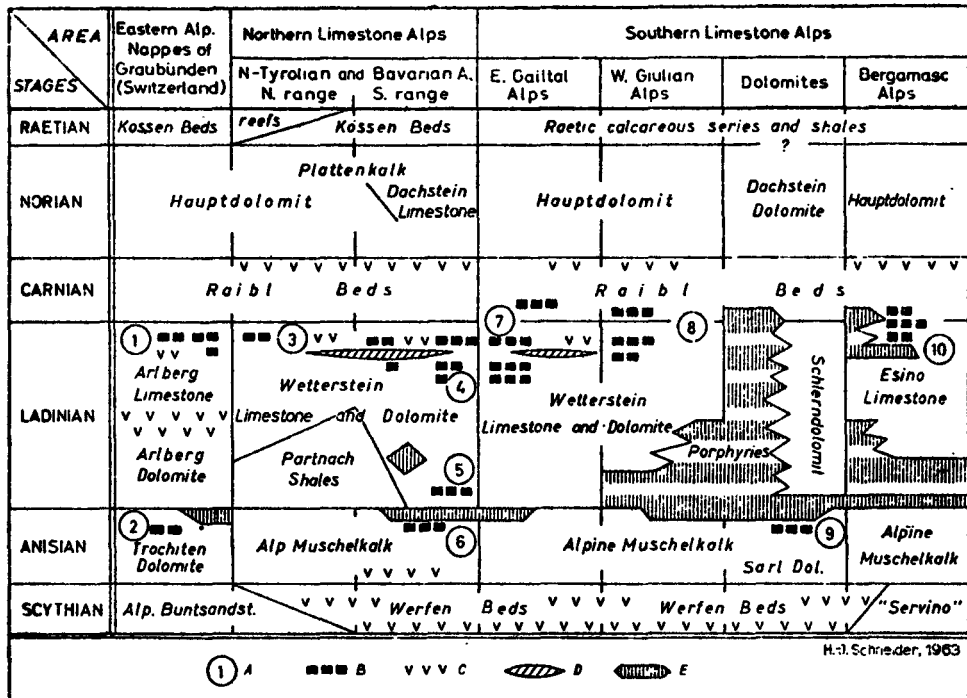 AREA
STAGES
Eastern Alp.
Nappes of
Graubünden
(Switzerland)
Northern Limestone Alps
Southern Limestone Alps
N-Tyrolian and Bavarian A.
N. range S. range
E. Gailtal
Alps
W. Giulian
Alps
Dolomites
Bergamasc
Alps
RAETIAN
Kossen Beds
reefs
Kossen Beds
Raetic calcareous series and shales
?
NORIAN
Hauptdolomit
Plattenkalk
Dachstein
Limestone
Hauptdolomit
Dachstein
Dolomite
Hauptdolomit
v v v v v v v v v v
v v v v v
v v v v
CARNIAN
Raibl Beds
Raibl Beds
LADINIAN
1
v v
Arlberg
Limestone
v v v v v
v v v v
Arlberg
Dolomite
3
v v
v v
4
Wetterstein
Limestone and Dolomite
Partnach
Shales
5
7
v v
8
Wetterstein
Limestone and Dolomite
Porphyries
Schlerndolomit
10
Esino
Limestone
ANISIAN
2
Trochiten
Dolomite
Alp Muschelkalk
6
v v v v
Alpine Muschelkalk
9
Sarl Dol.
Alpine
Muschelkalk
SCYTHIAN
Alp. Buntsandst.
Werfen Beds
Werfen Beds
"Servino"
H.-J. Schneider, 1963
1 A B v v v C D E